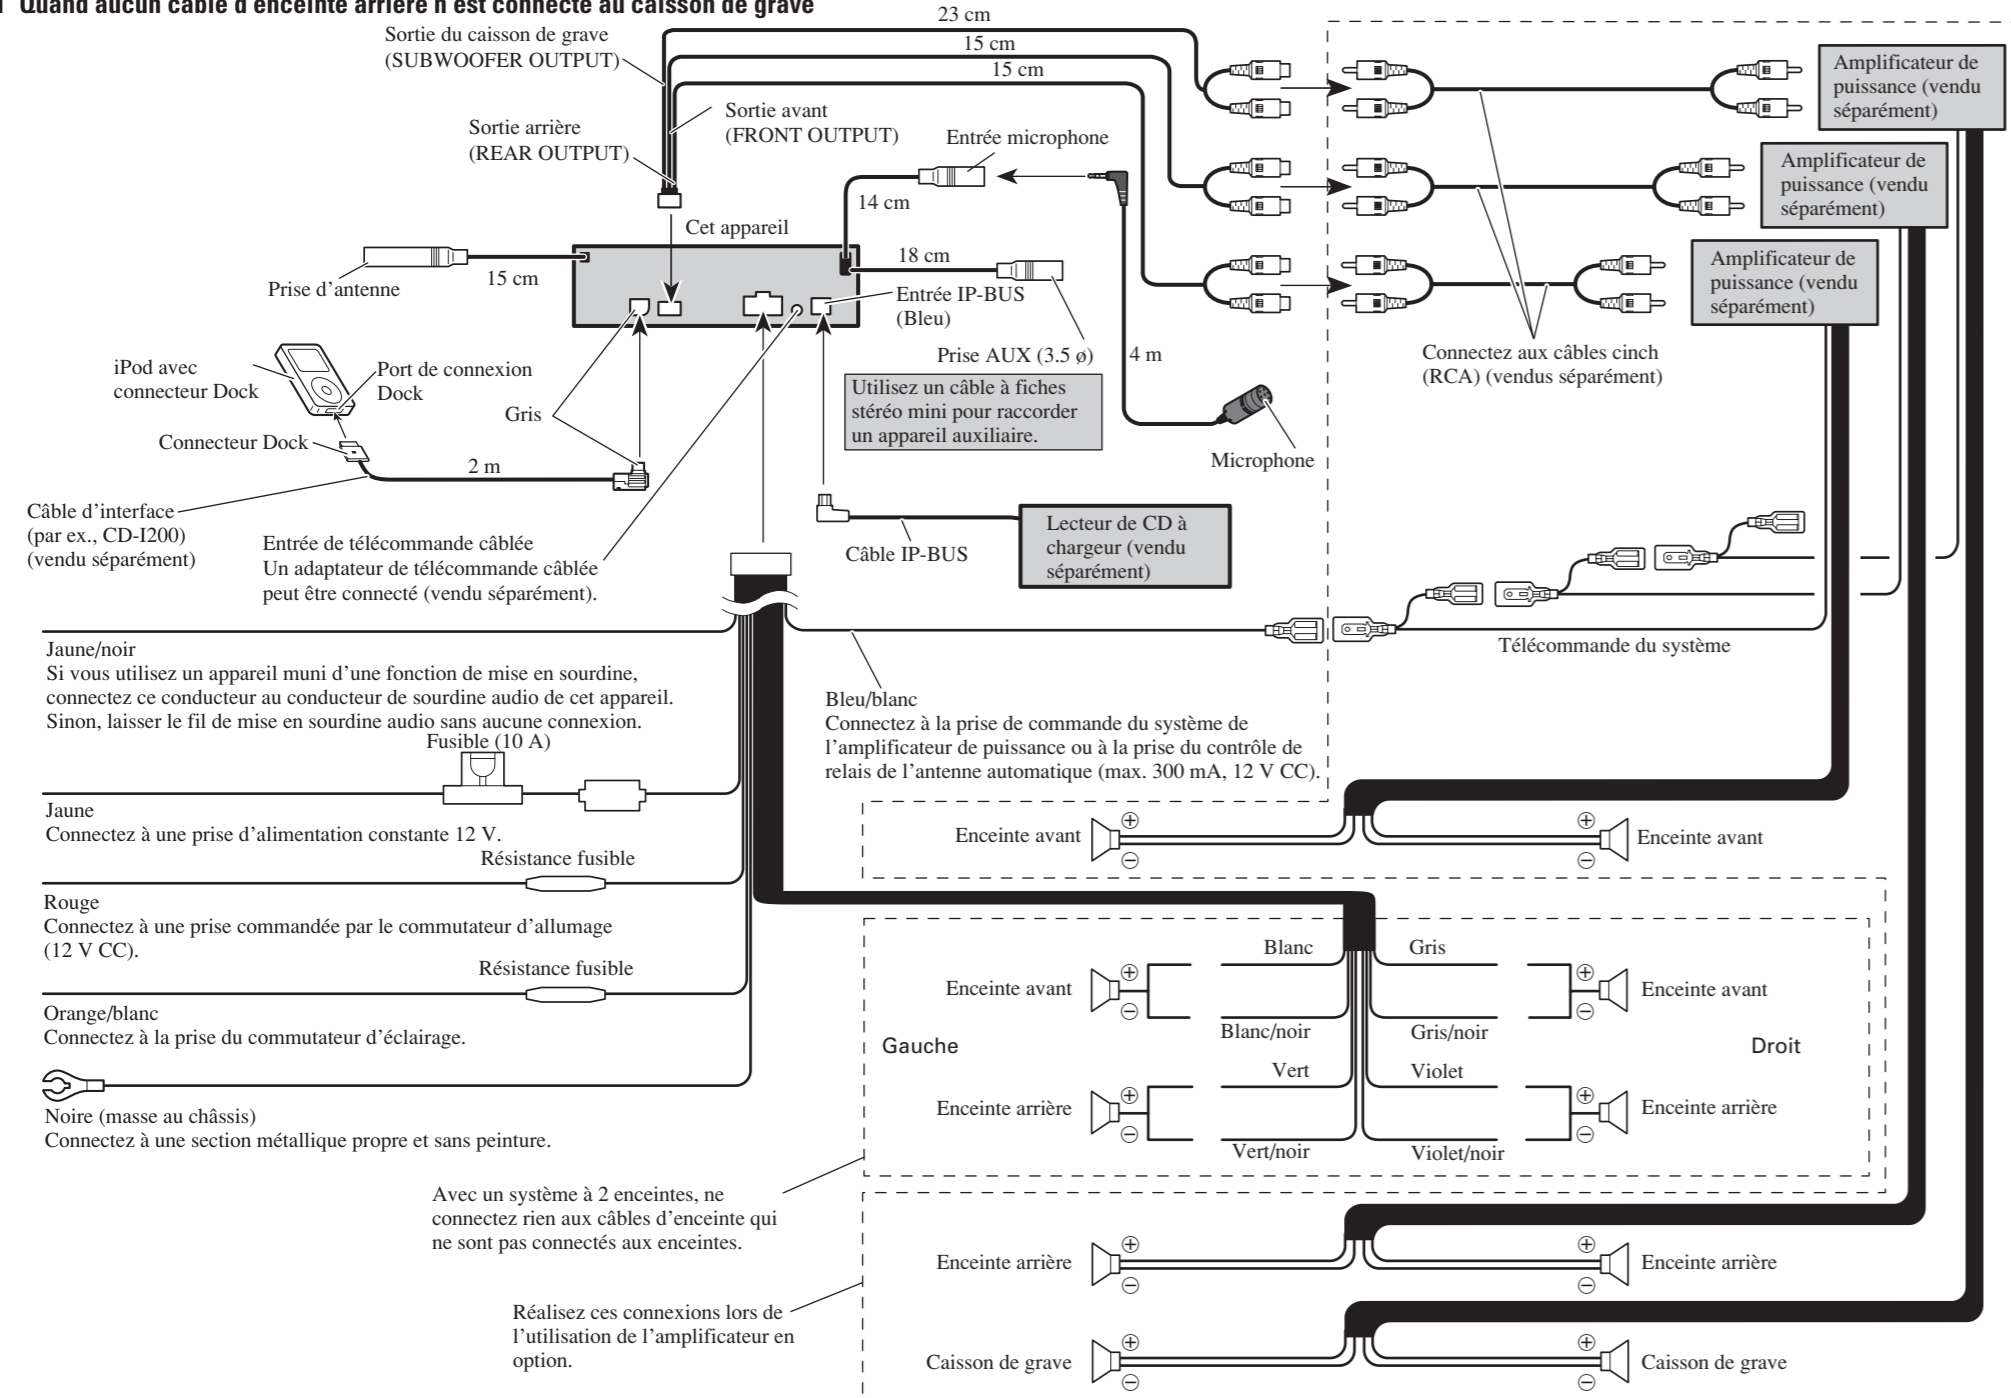 Quand aucun câble d'enceinte arrière n'est connecté au caisson de grave
23 cm
Sortie du caisson de grave
(SUBWOOFER OUTPUT)
15 cm
15 cm
Sortie avant
(FRONT OUTPUT)
Sortie arrière
(REAR OUTPUT)
Entrée microphone
14 cm
Cet appareil
Prise d'antenne
15 cm
18 cm
Entrée IP-BUS
(Bleu)
Prise AUX (3.5 ø)
4 m
Utilisez un câble à fiches
stéréo mini pour raccorder
un appareil auxiliaire.
Microphone
Amplificateur de
puissance (vendu
séparément)
Amplificateur de
puissance (vendu
séparément)
Amplificateur de
puissance (vendu
séparément)
Connectez aux câbles cinch
(RCA) (vendus séparément)
iPod avec
connecteur Dock
Port de connexion
Dock
Gris
Connecteur Dock
2 m
Câble d'interface
(par ex., CD-I200)
(vendu séparément)
Entrée de télécommande câblée
Un adaptateur de télécommande câblée
peut être connecté (vendu séparément).
Câble IP-BUS
Lecteur de CD à
chargeur (vendu
séparément)
Télécommande du système
Jaune/noir
Si vous utilisez un appareil muni d'une fonction de mise en sourdine,
connectez ce conducteur au conducteur de sourdine audio de cet appareil.
Sinon, laisser le fil de mise en sourdine audio sans aucune connexion.
Fusible (10 A)
Bleu/blanc
Connectez à la prise de commande du système de
l'amplificateur de puissance ou à la prise du contrôle de
relais de l'antenne automatique (max. 300 mA, 12 V CC).
Jaune
Connectez à une prise d'alimentation constante 12 V.
Résistance fusible
Rouge
Connectez à une prise commandée par le commutateur d'allumage
(12 V CC).
Résistance fusible
Orange/blanc
Connectez à la prise du commutateur d'éclairage.
Noire (masse au châssis)
Connectez à une section métallique propre et sans peinture.
Enceinte avant
⊕
⊖
⊕
⊖
Enceinte avant
Blanc
Gris
Enceinte avant
⊕
⊖
⊕
⊖
Enceinte avant
Blanc/noir
Gris/noir
Gauche
Droit
Vert
Violet
Enceinte arrière
⊕
⊖
⊕
⊖
Enceinte arrière
Vert/noir
Violet/noir
Avec un système à 2 enceintes, ne
connectez rien aux câbles d'enceinte qui
ne sont pas connectés aux enceintes.
Enceinte arrière
⊕
⊖
⊕
⊖
Enceinte arrière
Réalisez ces connexions lors de
l'utilisation de l'amplificateur en
option.
Caisson de grave
⊕
⊖
⊕
⊖
Caisson de grave